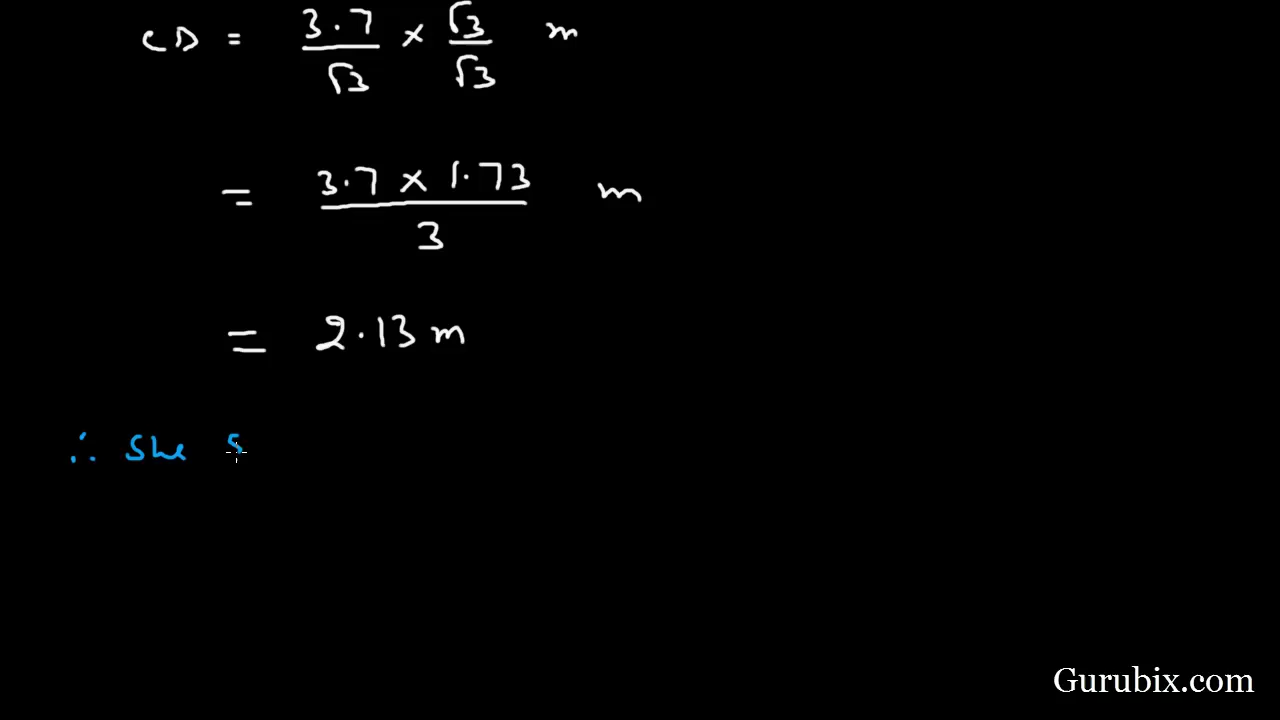 CD = 3.7/√3 × √3/√3 m
= 3.7 × 1.73 / 3 m
= 2.13 m
∴ She s
Gurubix.com